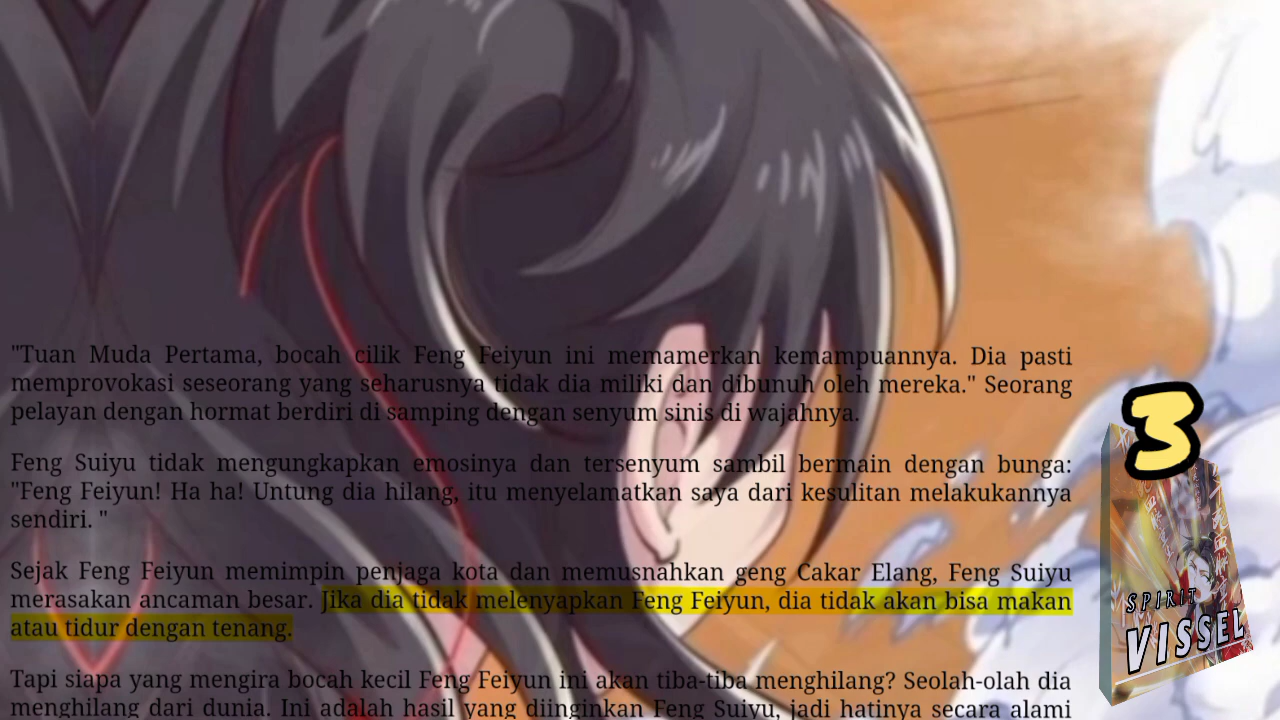 "Tuan Muda Pertama, bocah cilik Feng Feiyun ini memamerkan kemampuannya. Dia pasti
memprovokasi seseorang yang seharusnya tidak dia miliki dan dibunuh oleh mereka." Seorang
pelayan dengan hormat berdiri di samping dengan senyum sinis di wajahnya.
Feng Suiyu tidak mengungkapkan emosinya dan tersenyum sambil bermain dengan bunga:
"Feng Feiyun! Ha ha! Untung dia hilang, itu menyelamatkan saya dari kesulitan melakukannya
sendiri. "
Sejak Feng Feiyun memimpin penjaga kota dan memusnahkan geng Cakar Elang, Feng Suiyu
merasakan ancaman besar. Jika dia tidak melenyapkan Feng Feiyun, dia tidak akan bisa makan
atau tidur dengan tenang.
Tapi siapa yang mengira bocah kecil Feng Feiyun ini akan tiba-tiba menghilang? Seolah-olah dia
menghilang dari dunia. Ini adalah hasil yang diinginkan Feng Suiyu, jadi hatinya secara alami
3
SPIRIT
VISSEL